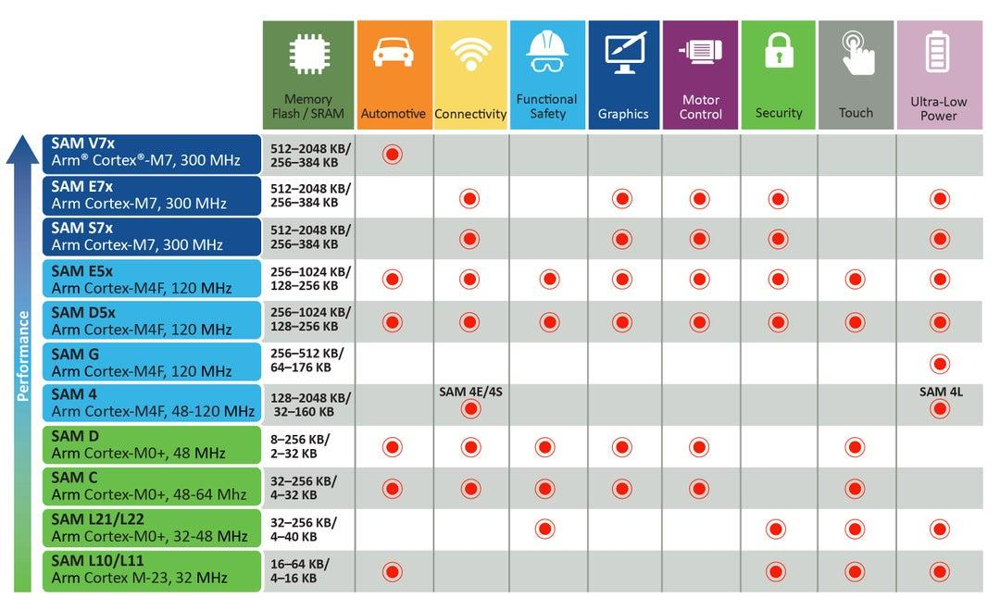 Memory
Flash / SRAM
Automotive
Connectivity
Functional
Safety
Graphics
Motor
Control
Security
Touch
Ultra-Low
Power
Performance
SAM V7x
Arm® Cortex®-M7, 300 MHz
512–2048 KB/
256–384 KB
SAM E7x
Arm Cortex-M7, 300 MHz
512–2048 KB/
256–384 KB
SAM S7x
Arm Cortex-M7, 300 MHz
512–2048 KB/
256–384 KB
SAM E5x
Arm Cortex-M4F, 120 MHz
256–1024 KB/
128–256 KB
SAM D5x
Arm Cortex-M4F, 120 MHz
256–1024 KB/
128–256 KB
SAM G
Arm Cortex-M4F, 120 MHz
256–512 KB/
64–176 KB
SAM 4
Arm Cortex-M4F, 48-120 MHz
128–2048 KB/
32–160 KB
SAM 4E/4S
SAM 4L
SAM D
Arm Cortex-M0+, 48 MHz
8–256 KB/
2–32 KB
SAM C
Arm Cortex-M0+, 48-64 Mhz
32–256 KB/
4–32 KB
SAM L21/L22
Arm Cortex-M0+, 32-48 MHz
32–256 KB/
4–40 KB
SAM L10/L11
Arm Cortex M-23, 32 MHz
16–64 KB/
4–16 KB